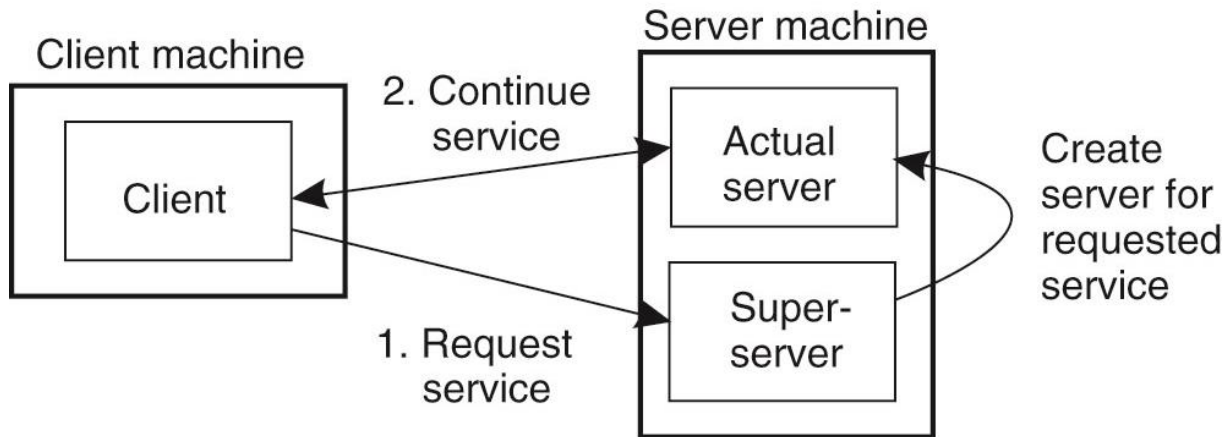 Client machine
Client
2. Continue
service
1. Request
service
Server machine
Actual
server
Super-
server
Create
server for
requested
service